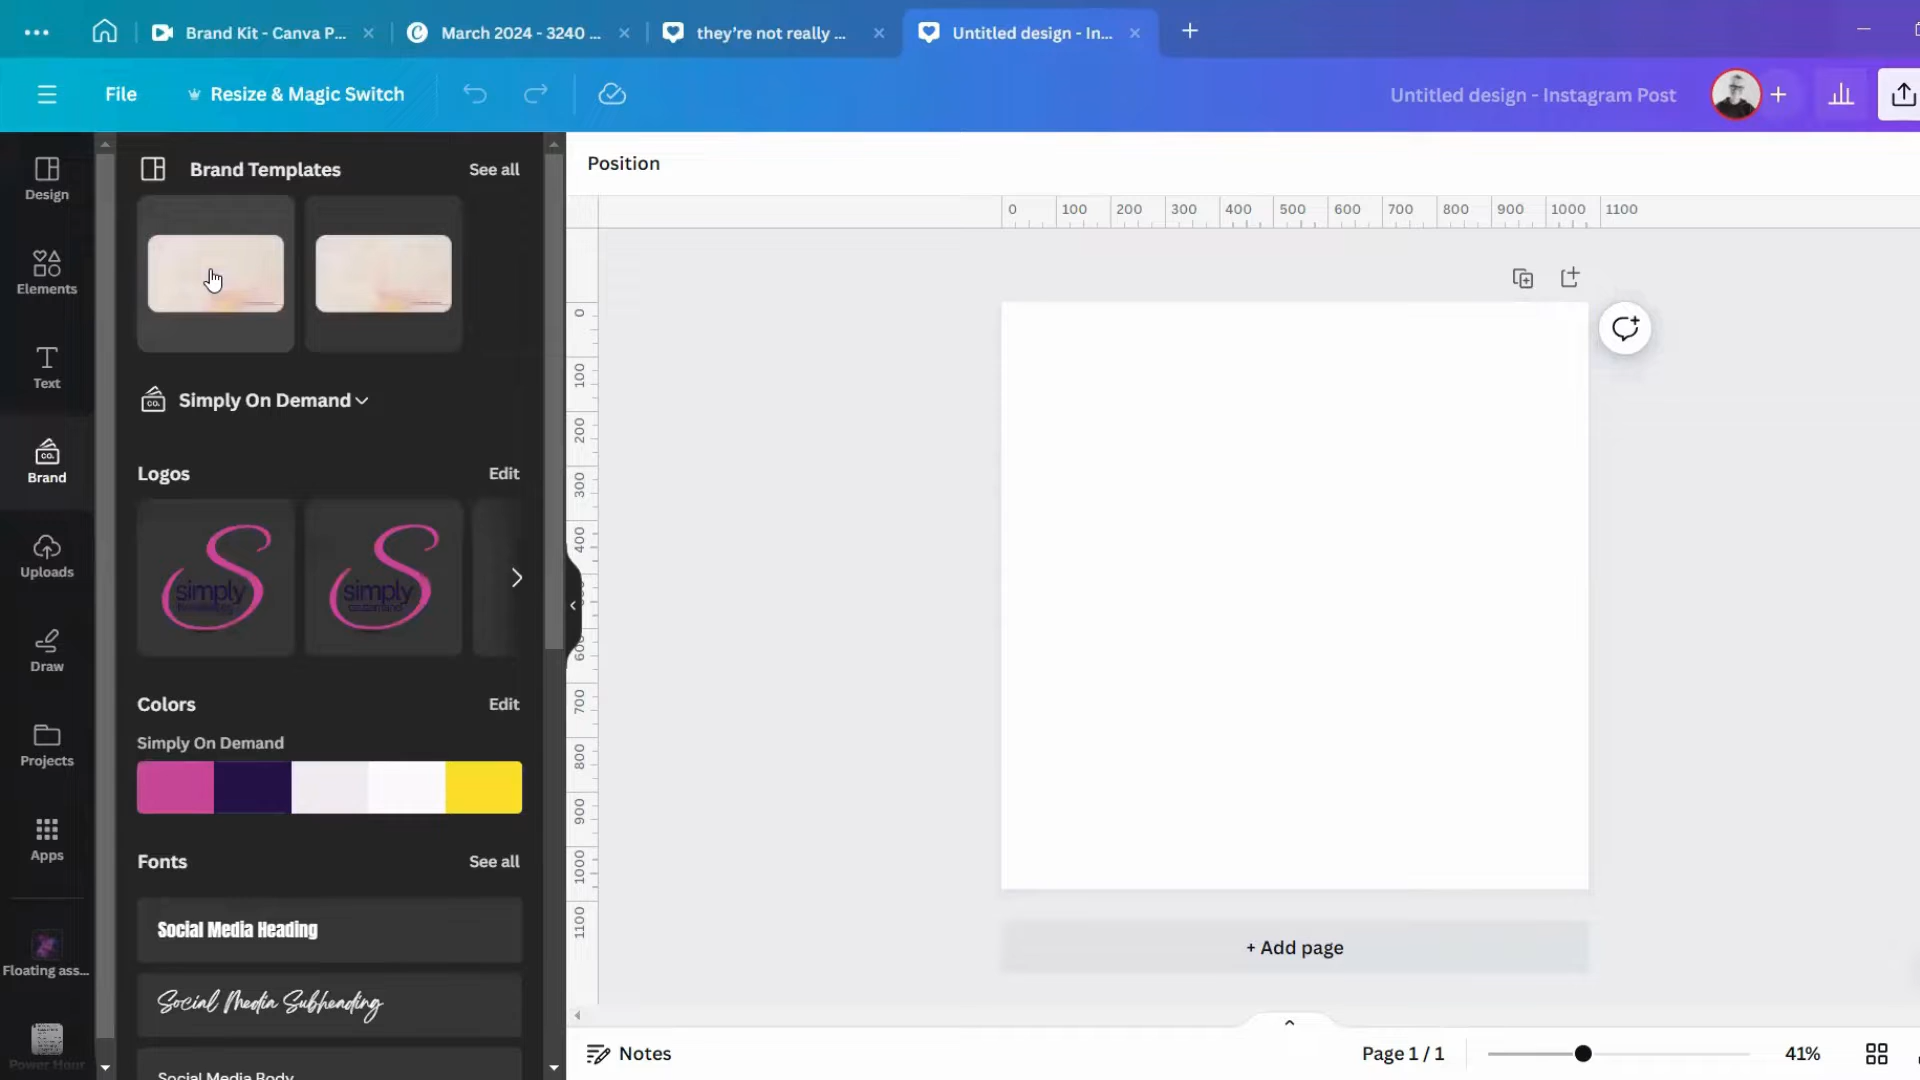 Brand Kit - Canva P...
March 2024 - 3240 ...
they're not really ...
Untitled design - In...
File
Resize & Magic Switch
Untitled design - Instagram Post
Design
Elements
Text
Brand
Uploads
Draw
Projects
Apps
Floating ass...
Power Hour
Brand Templates
See all
CO.
Simply On Demand
Logos
Edit
simply
simply
Colors
Edit
Simply On Demand
Fonts
See all
Social Media Heading
Social Media Subheading
Social Media Body
Position
0 100 200 300 400 500 600 700 800 900 1000 1100
0
100
200
300
400
600
700
800
900
1000
1100
+ Add page
Notes
Page 1 / 1
41%